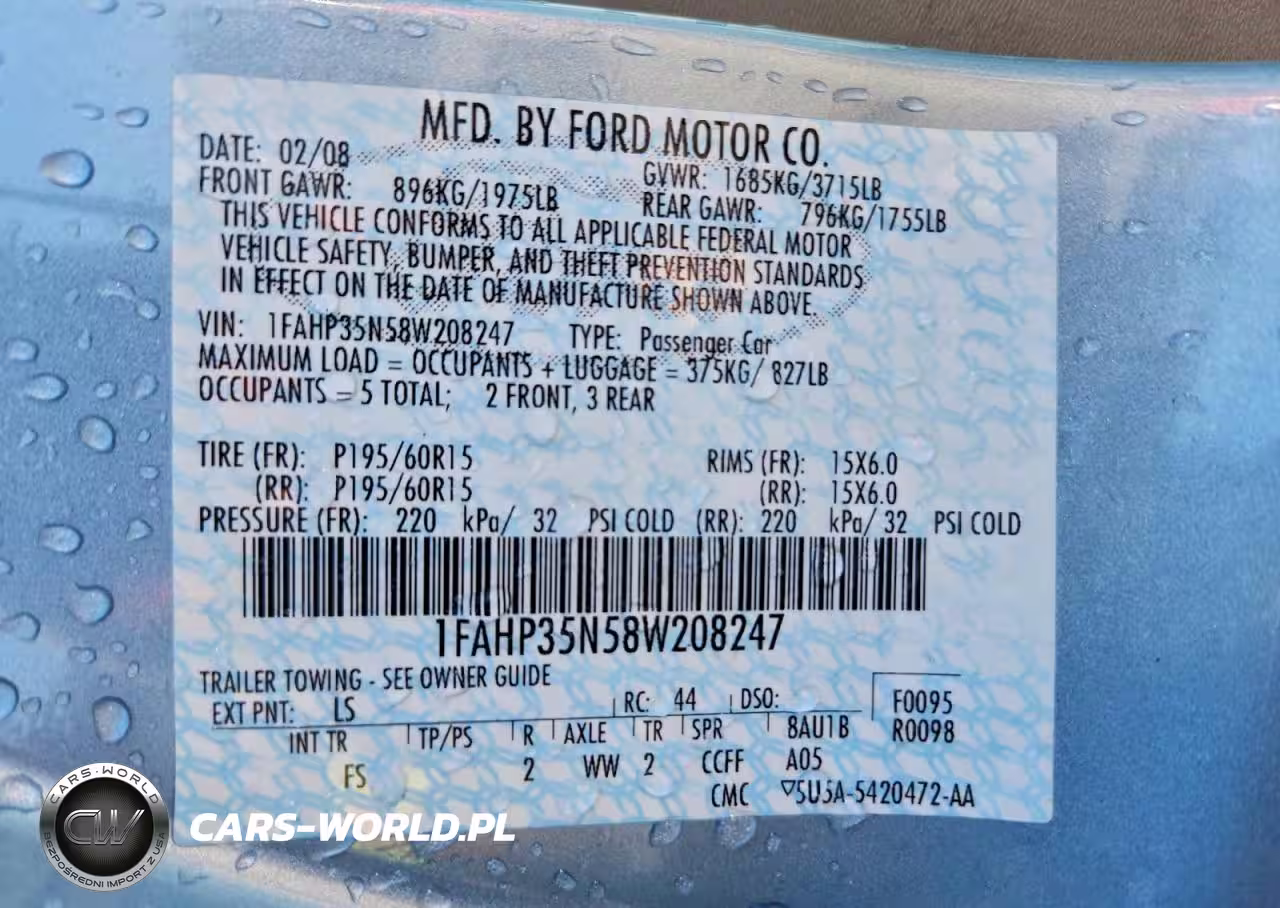 MFD. BY FORD MOTOR CO.
DATE: 02/08 GVWR: 1685KG/3715LB
FRONT GAWR: 896KG/1975LB REAR GAWR: 796KG/1755LB
THIS VEHICLE CONFORMS TO ALL APPLICABLE FEDERAL MOTOR
VEHICLE SAFETY, BUMPER, AND THEFT PREVENTION STANDARDS
IN EFFECT ON THE DATE OF MANUFACTURE SHOWN ABOVE.
VIN: 1FAHP35N58W208247 TYPE: Passenger Car
MAXIMUM LOAD = OCCUPANTS + LUGGAGE = 375KG/ 827LB
OCCUPANTS = 5 TOTAL; 2 FRONT, 3 REAR
TIRE (FR): P195/60R15 RIMS (FR): 15X6.0
(RR): P195/60R15 (RR): 15X6.0
PRESSURE (FR): 220 kPa/ 32 PSI COLD (RR): 220 kPa/ 32 PSI COLD
1FAHP35N58W208247
TRAILER TOWING - SEE OWNER GUIDE
EXT PNT: LS RC: 44 DSO: F0095
INT TR TP/PS R AXLE TR SPR 8AU1B R0098
FS 2 WW 2 CCFF A05
CMC ▽5U5A-5420472-AA
CARS-WORLD
CW
BEZPOŚREDNI IMPORT Z USA
CARS-WORLD.PL